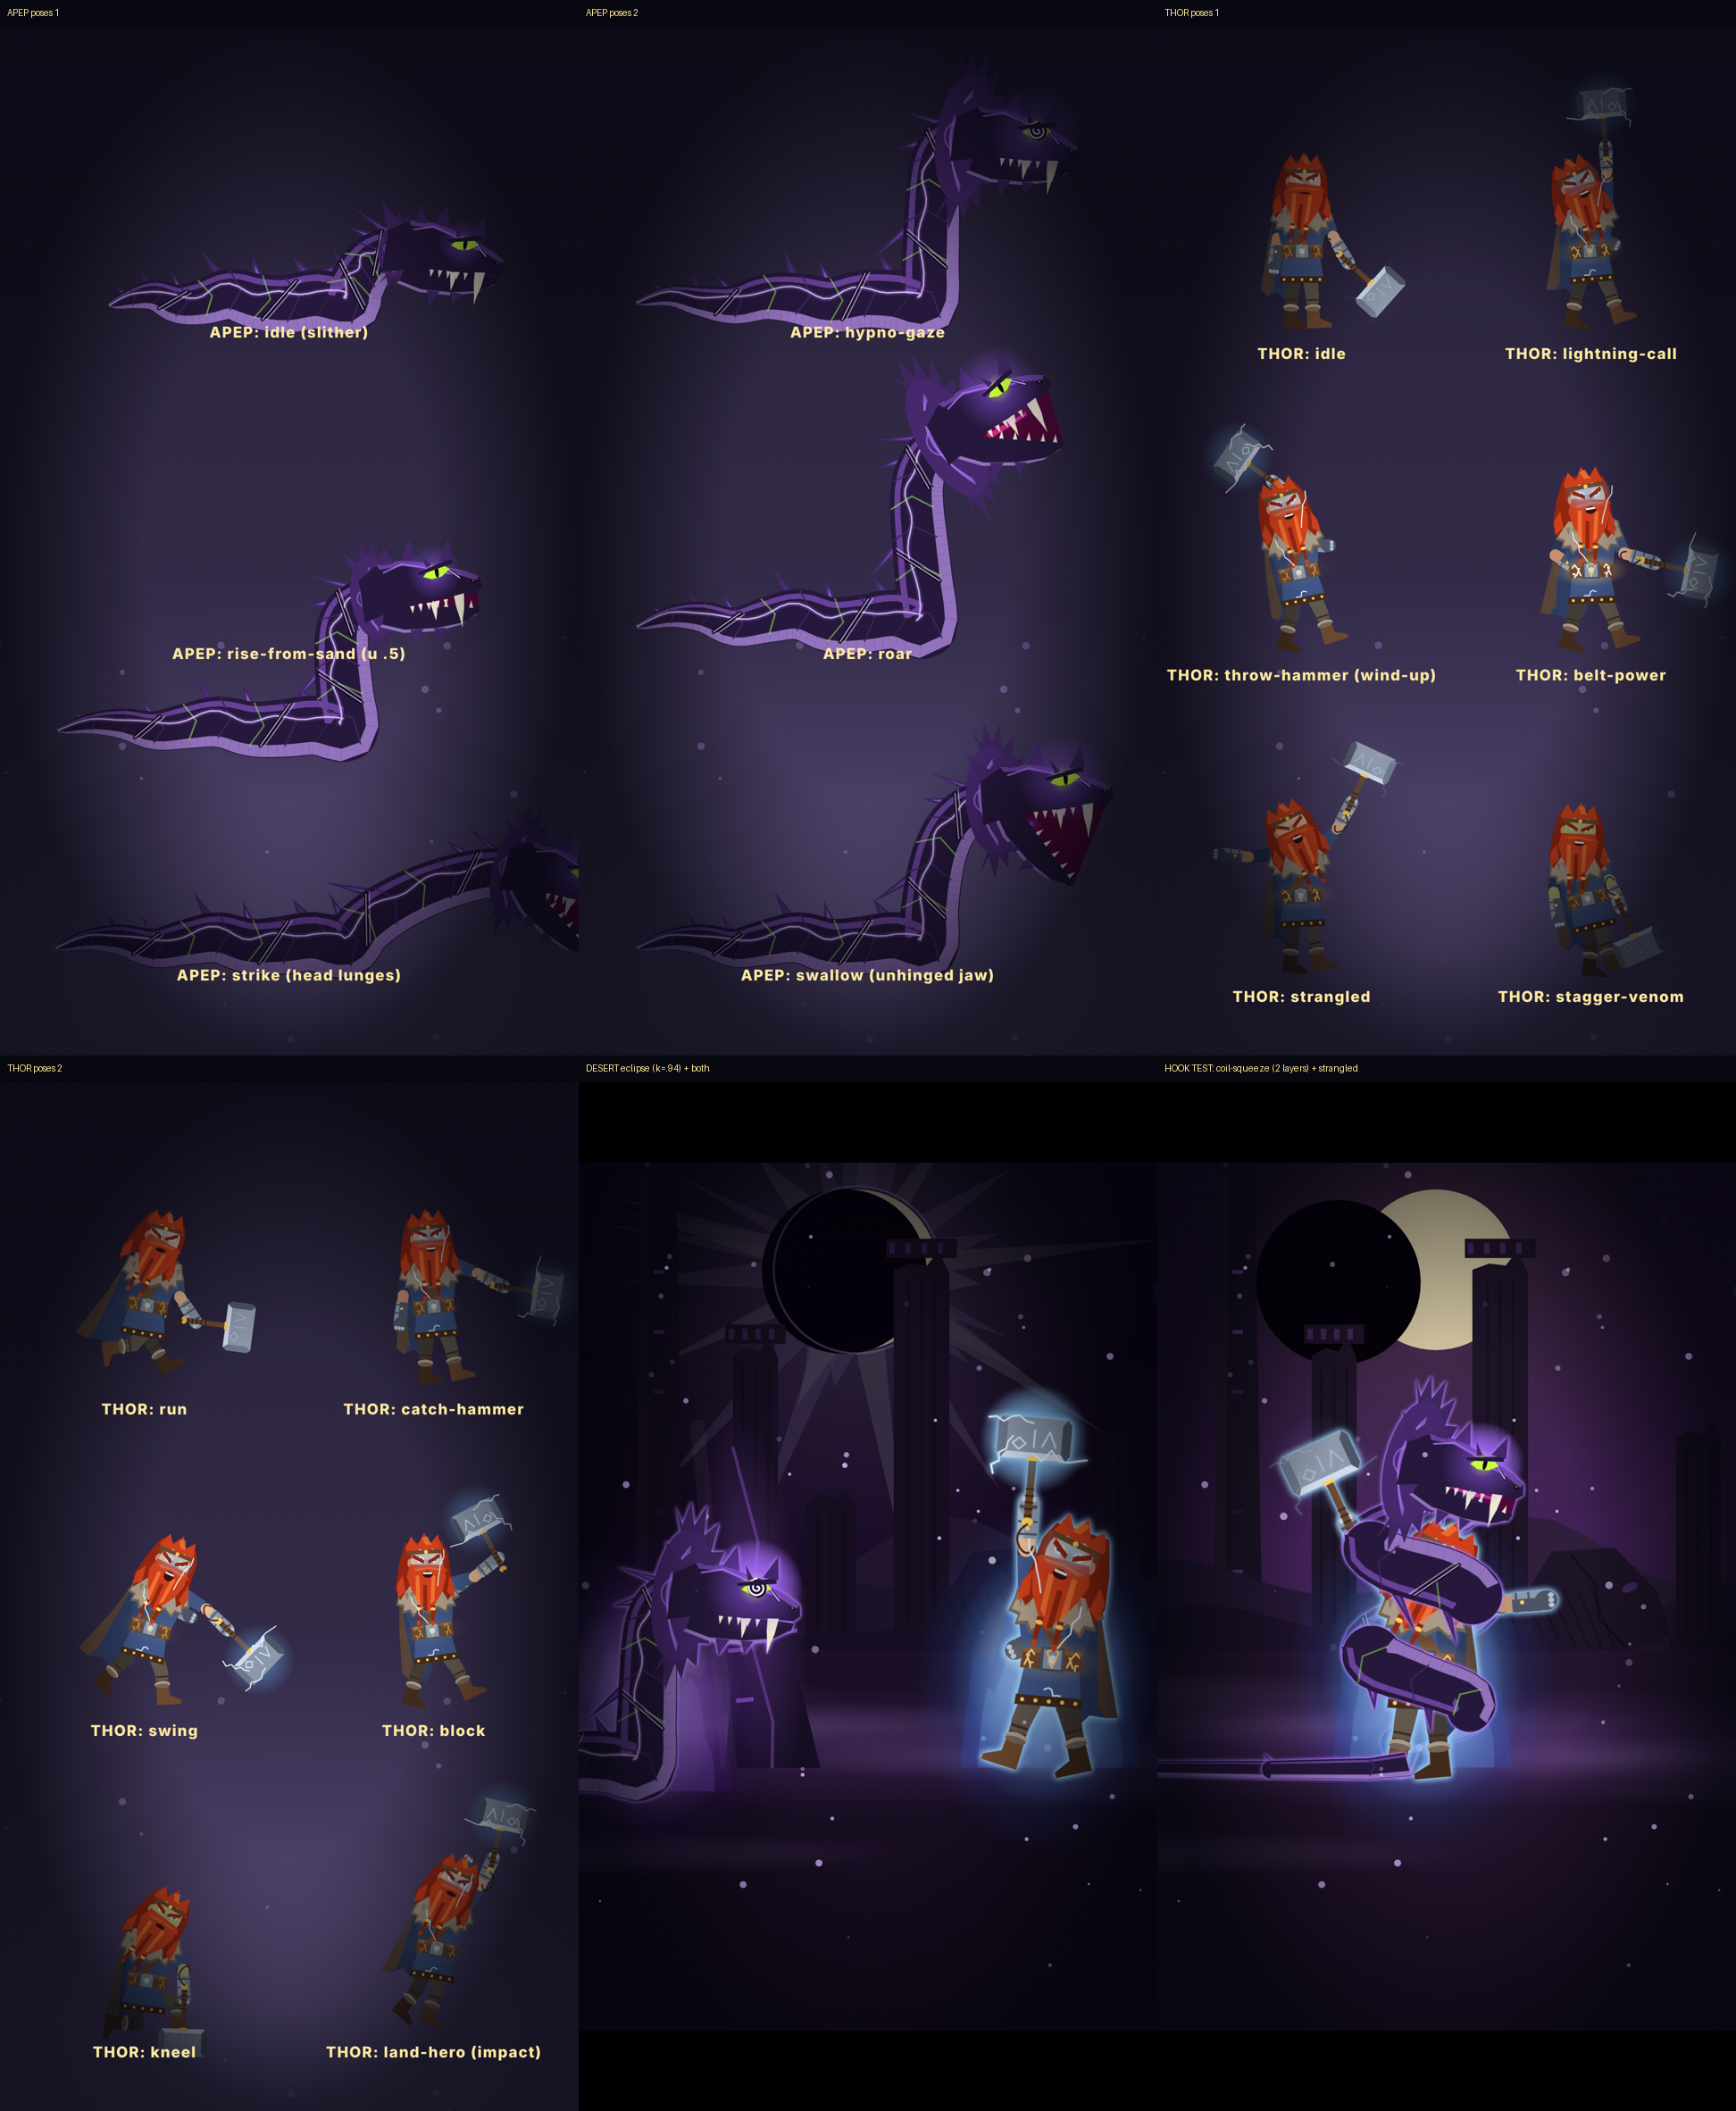 APEP poses 1
APEP poses 2
THOR poses 1
APEP: idle (slither)
APEP: hypno-gaze
THOR: idle
THOR: lightning-call
APEP: rise-from-sand (u .5)
APEP: roar
THOR: throw-hammer (wind-up)
THOR: belt-power
APEP: strike (head lunges)
APEP: swallow (unhinged jaw)
THOR: strangled
THOR: stagger-venom
THOR poses 2
DESERT eclipse (k=.94) + both
HOOK TEST: coil-squeeze (2 layers) + strangled
THOR: run
THOR: catch-hammer
THOR: swing
THOR: block
THOR: kneel
THOR: land-hero (impact)